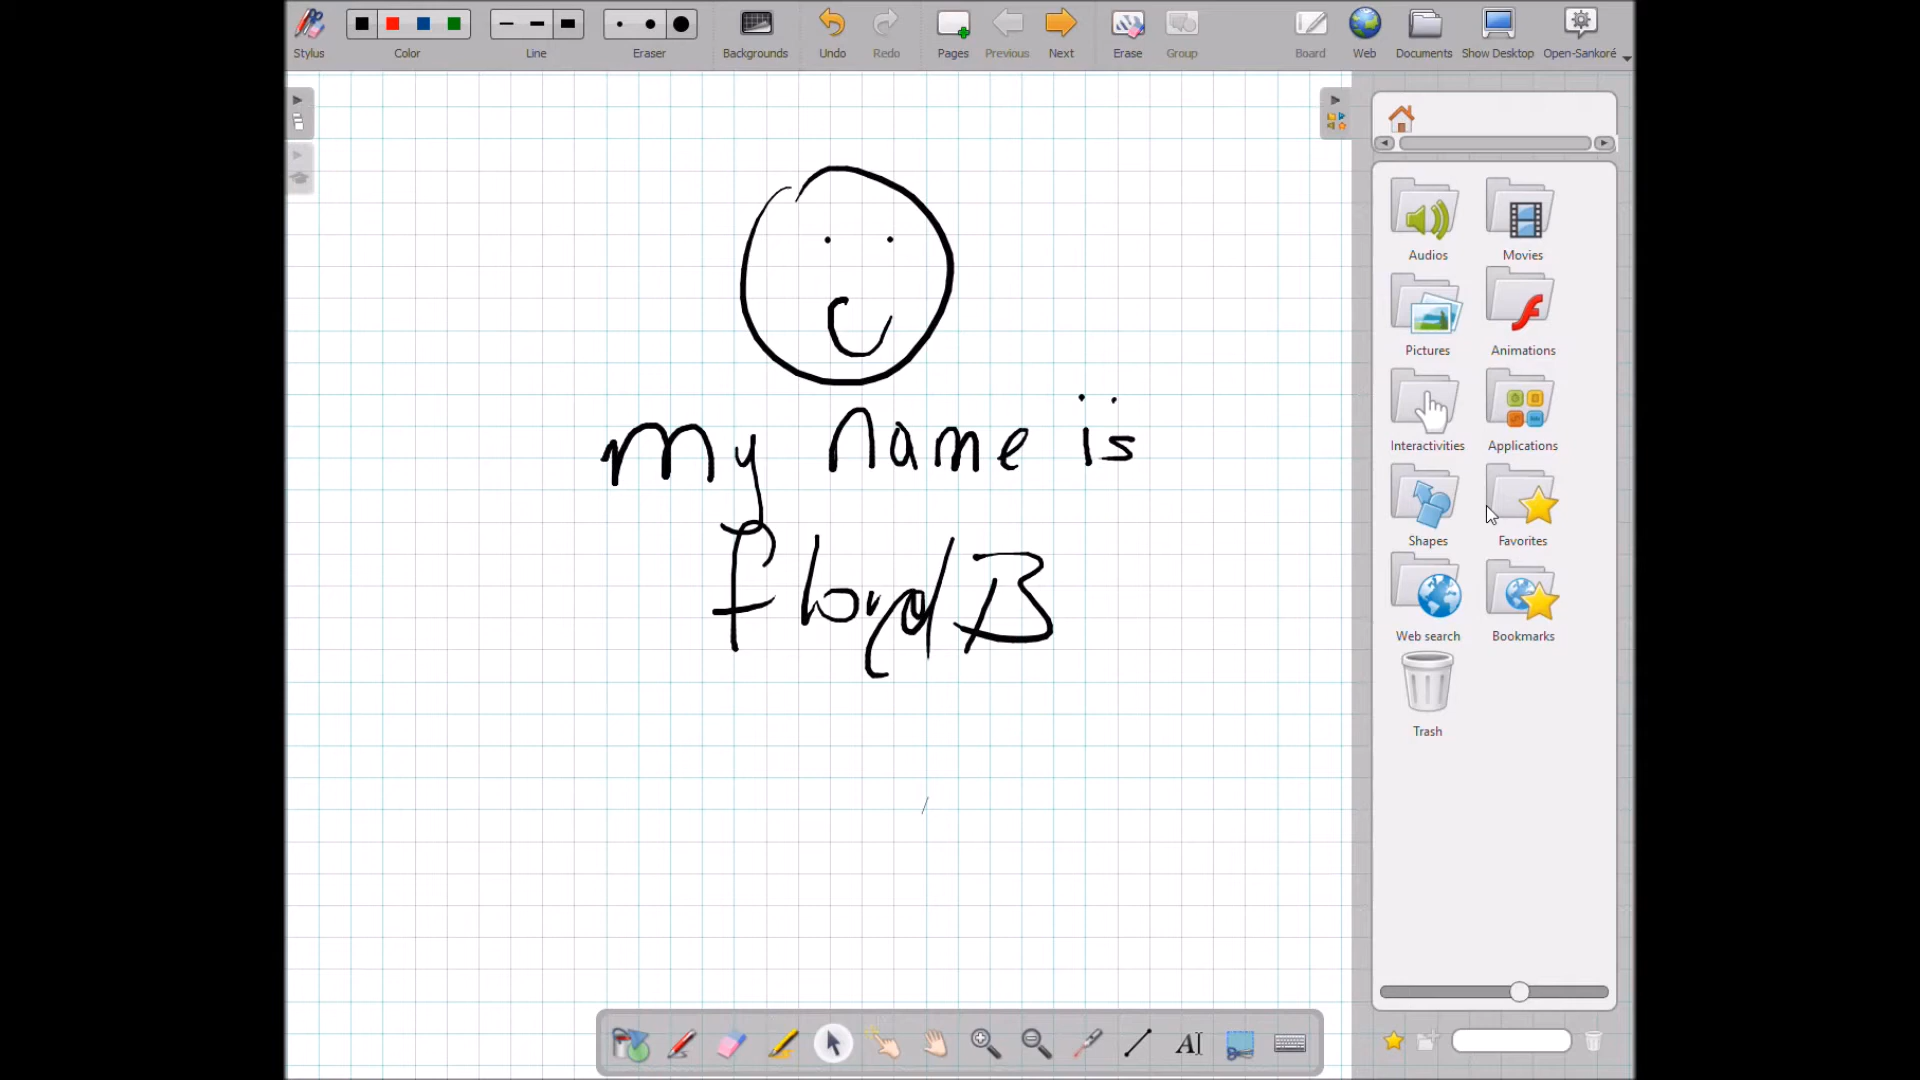 Stylus Color Line Eraser Backgrounds Undo Redo Pages Previous Next Erase Group Board Web Documents Show Desktop Open-Sankoré
my name is
floyd B
Audios Movies
Pictures Animations
Interactivities Applications
Shapes Favorites
Web search Bookmarks
Trash